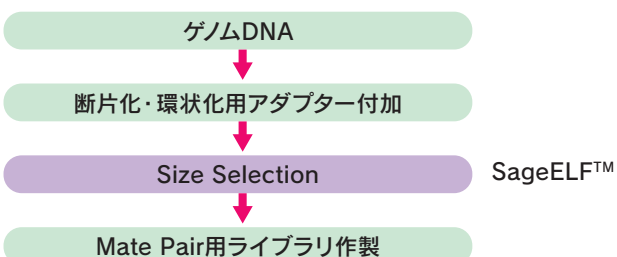 ゲノムDNA
断片化・環状化用アダプター付加
Size Selection
SageELF™
Mate Pair用ライブラリ作製